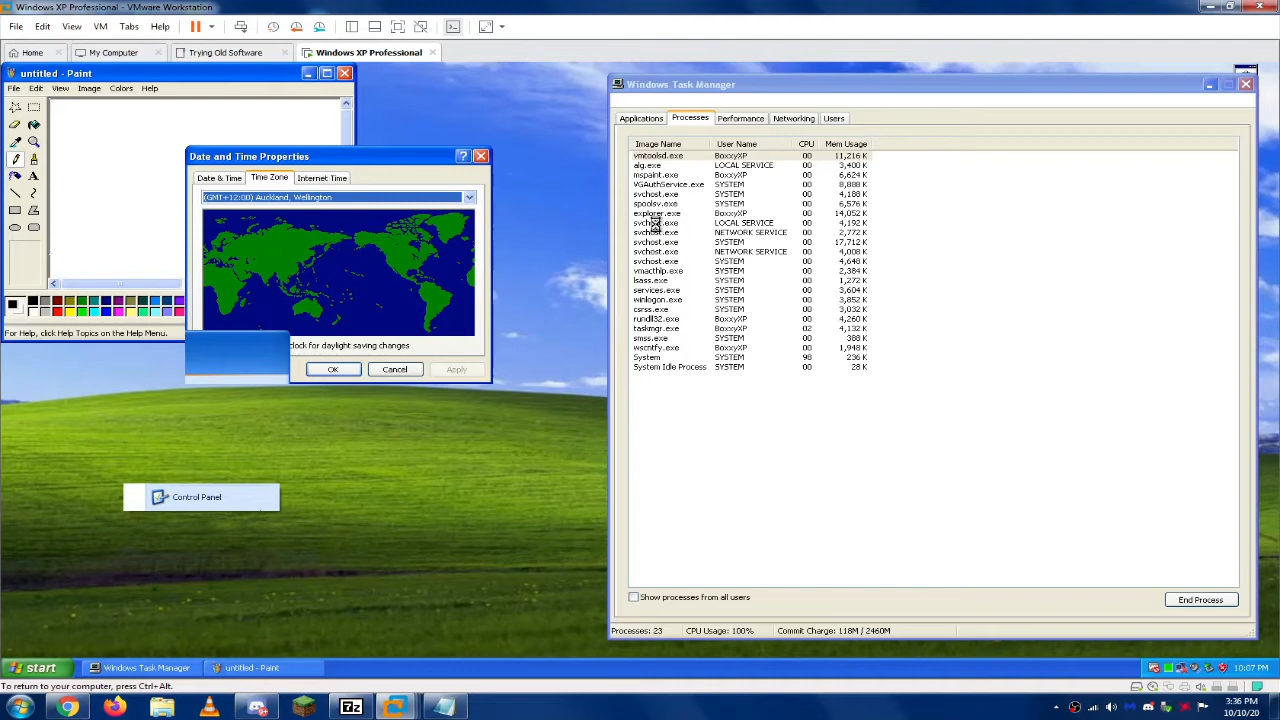 Windows XP Professional - VMware Workstation
File Edit View VM Tabs Help
Home My Computer Trying Old Software Windows XP Professional
untitled - Paint
File Edit View Image Colors Help
For Help, click Help Topics on the Help Menu.
Date and Time Properties
Date & Time Time Zone Internet Time
(GMT+12:00) Auckland, Wellington
clock for daylight saving changes
OK Cancel Apply
Control Panel
Windows Task Manager
Applications Processes Performance Networking Users
Image Name User Name CPU Mem Usage
vmtoolsd.exe BoxxyXP 00 11,216 K
alg.exe LOCAL SERVICE 00 3,400 K
mspaint.exe BoxxyXP 00 6,624 K
VGAuthService.exe SYSTEM 00 8,888 K
svchost.exe SYSTEM 00 4,188 K
spoolsv.exe SYSTEM 00 6,576 K
explorer.exe BoxxyXP 00 14,052 K
svchost.exe LOCAL SERVICE 00 4,192 K
svchost.exe NETWORK SERVICE 00 2,772 K
svchost.exe SYSTEM 00 17,712 K
svchost.exe NETWORK SERVICE 00 4,008 K
svchost.exe SYSTEM 00 4,648 K
vmacthlp.exe SYSTEM 00 2,384 K
lsass.exe SYSTEM 00 1,272 K
services.exe SYSTEM 00 3,604 K
winlogon.exe SYSTEM 00 3,852 K
csrss.exe SYSTEM 00 3,032 K
rundll32.exe BoxxyXP 00 4,260 K
taskmgr.exe BoxxyXP 02 4,132 K
smss.exe SYSTEM 00 388 K
wscntfy.exe BoxxyXP 00 1,948 K
System SYSTEM 98 236 K
System Idle Process SYSTEM 00 28 K
Show processes from all users
End Process
Processes: 23 CPU Usage: 100% Commit Charge: 118M / 2460M
start Windows Task Manager untitled - Paint 10:07 PM
To return to your computer, press Ctrl+Alt.
7z
3:36 PM
10/10/20